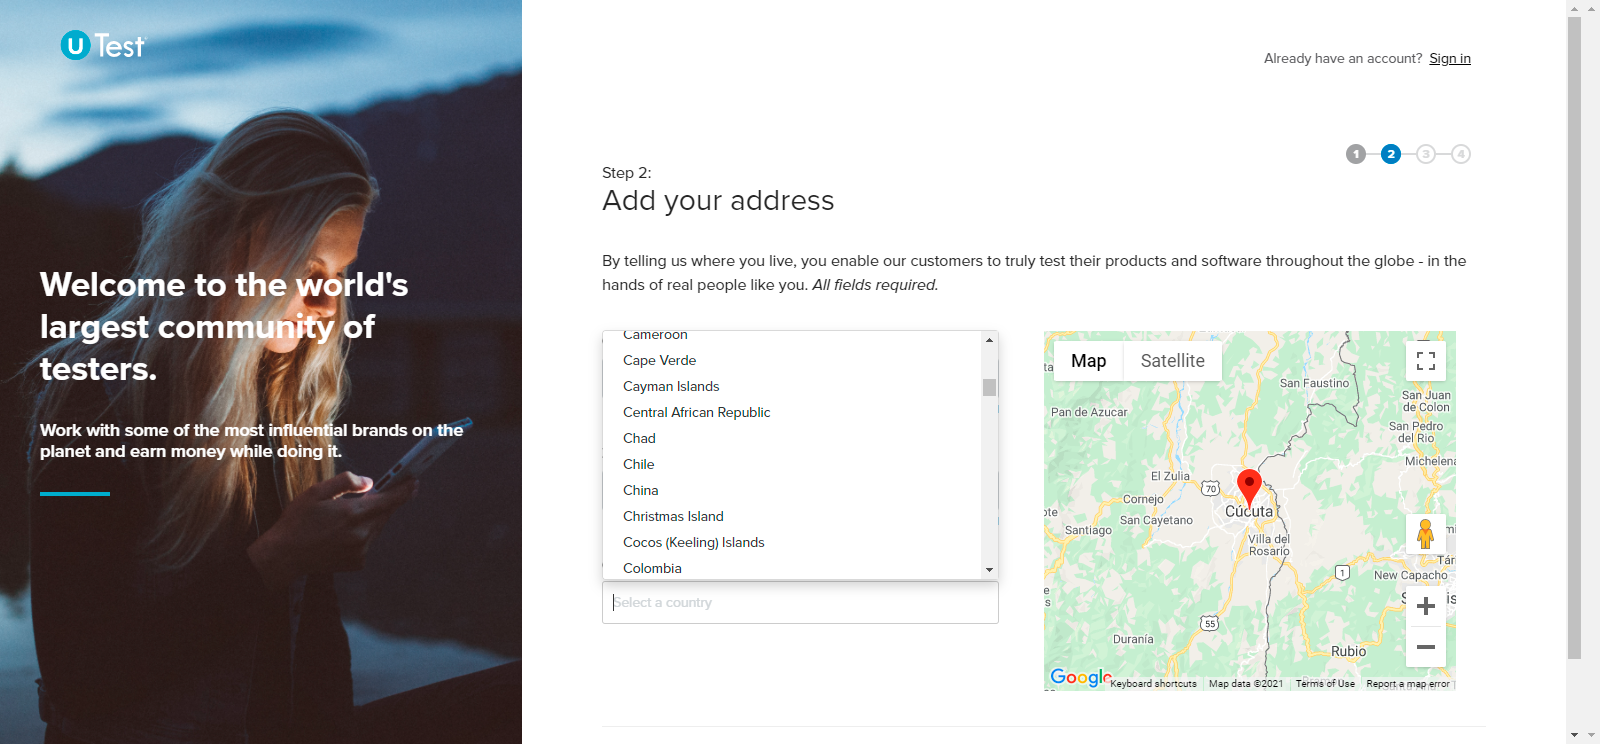 uTest
Already have an account? Sign in
1 2 3 4
Step 2:
Add your address
Welcome to the world's
largest community of
testers.
Work with some of the most influential brands on the
planet and earn money while doing it.
By telling us where you live, you enable our customers to truly test their products and software throughout the globe - in the
hands of real people like you. All fields required.
Cameroon
Cape Verde
Cayman Islands
Central African Republic
Chad
Chile
China
Christmas Island
Cocos (Keeling) Islands
Colombia
Select a country
Map Satellite
San Faustino
Pan de Azucar
San Juan
de Colon
San Pedro
del Rio
Michelena
El Zulia
70
Cornejo
Cúcuta
San Cayetano
Santiago
Villa del
Rosario
1
New Capacho
55
Duranía
Rubio
Google
Keyboard shortcuts Map data ©2021 Terms of Use Report a map error